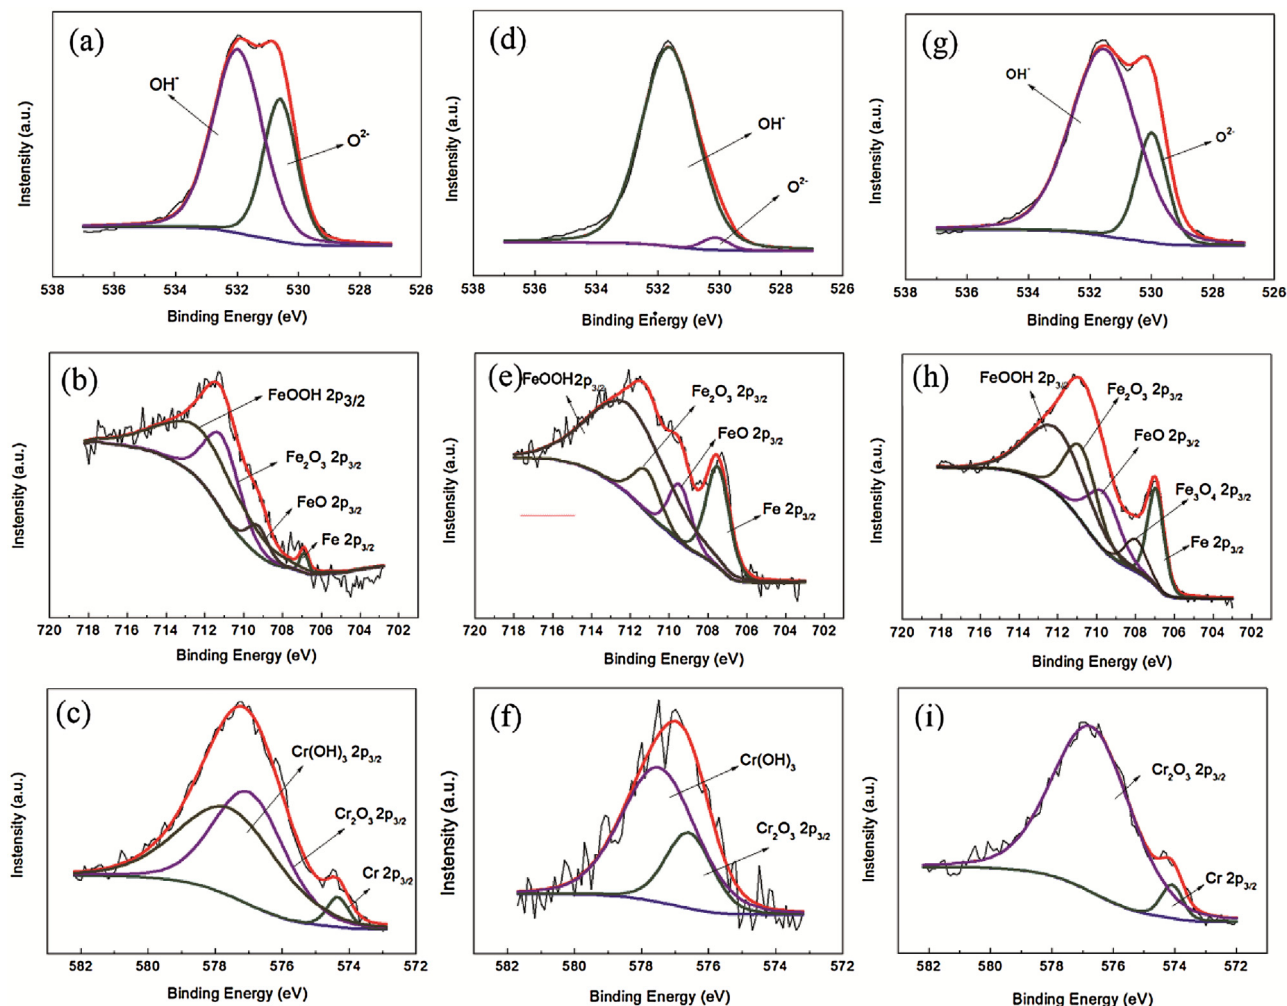 (a)
OH⁻
O²⁻
Instensity (a.u.)
538 536 534 532 530 528 526
Binding Energy (eV)
(d)
OH⁻
O²⁻
Instensity (a.u.)
538 536 534 532 530 528 526
Binding Energy (eV)
(g)
OH⁻
O²⁻
Instensity (a.u.)
538 536 534 532 530 528 526
Binding Energy (eV)
(b)
FeOOH 2p3/2
Fe₂O₃ 2p₃/₂
FeO 2p₃/₂
Fe 2p₃/₂
Instensity (a.u.)
720 718 716 714 712 710 708 706 704 702
Binding Energy (eV)
(e)
FeOOH2p₃/₂
Fe₂O₃ 2p₃/₂
FeO 2p₃/₂
Fe 2p₃/₂
Instensity (a.u.)
720 718 716 714 712 710 708 706 704 702
Binding Energy (eV)
(h)
FeOOH 2p₃/₂
Fe₂O₃ 2p₃/₂
FeO 2p₃/₂
Fe₃O₄ 2p₃/₂
Fe 2p₃/₂
Instensity (a.u.)
720 718 716 714 712 710 708 706 704 702
Binding Energy (eV)
(c)
Cr(OH)₃ 2p₃/₂
Cr₂O₃ 2p₃/₂
Cr 2p₃/₂
Instensity (a.u.)
582 580 578 576 574 572
Binding Energy (eV)
(f)
Cr(OH)₃
Cr₂O₃ 2p₃/₂
Instensity (a.u.)
582 580 578 576 574 572
Binding Energy (eV)
(i)
Cr₂O₃ 2p₃/₂
Cr 2p₃/₂
Instensity (a.u.)
582 580 578 576 574 572
Binding Energy (eV)